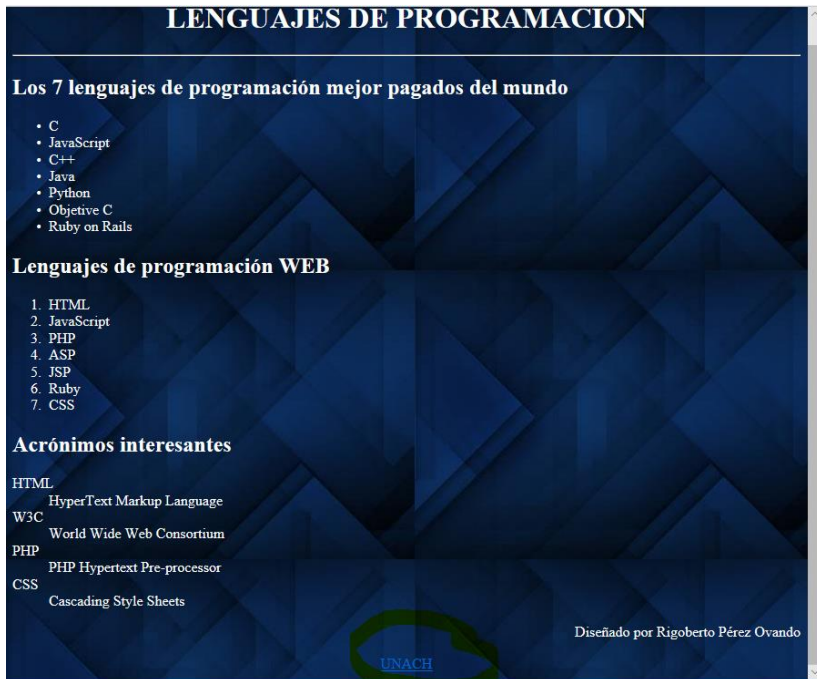 LENGUAJES DE PROGRAMACIÓN
Los 7 lenguajes de programación mejor pagados del mundo
• C
• JavaScript
• C++
• Java
• Python
• Objetive C
• Ruby on Rails
Lenguajes de programación WEB
1. HTML
2. JavaScript
3. PHP
4. ASP
5. JSP
6. Ruby
7. CSS
Acrónimos interesantes
HTML
HyperText Markup Language
W3C
World Wide Web Consortium
PHP
PHP Hypertext Pre-processor
CSS
Cascading Style Sheets
Diseñado por Rigoberto Pérez Ovando
UNACH